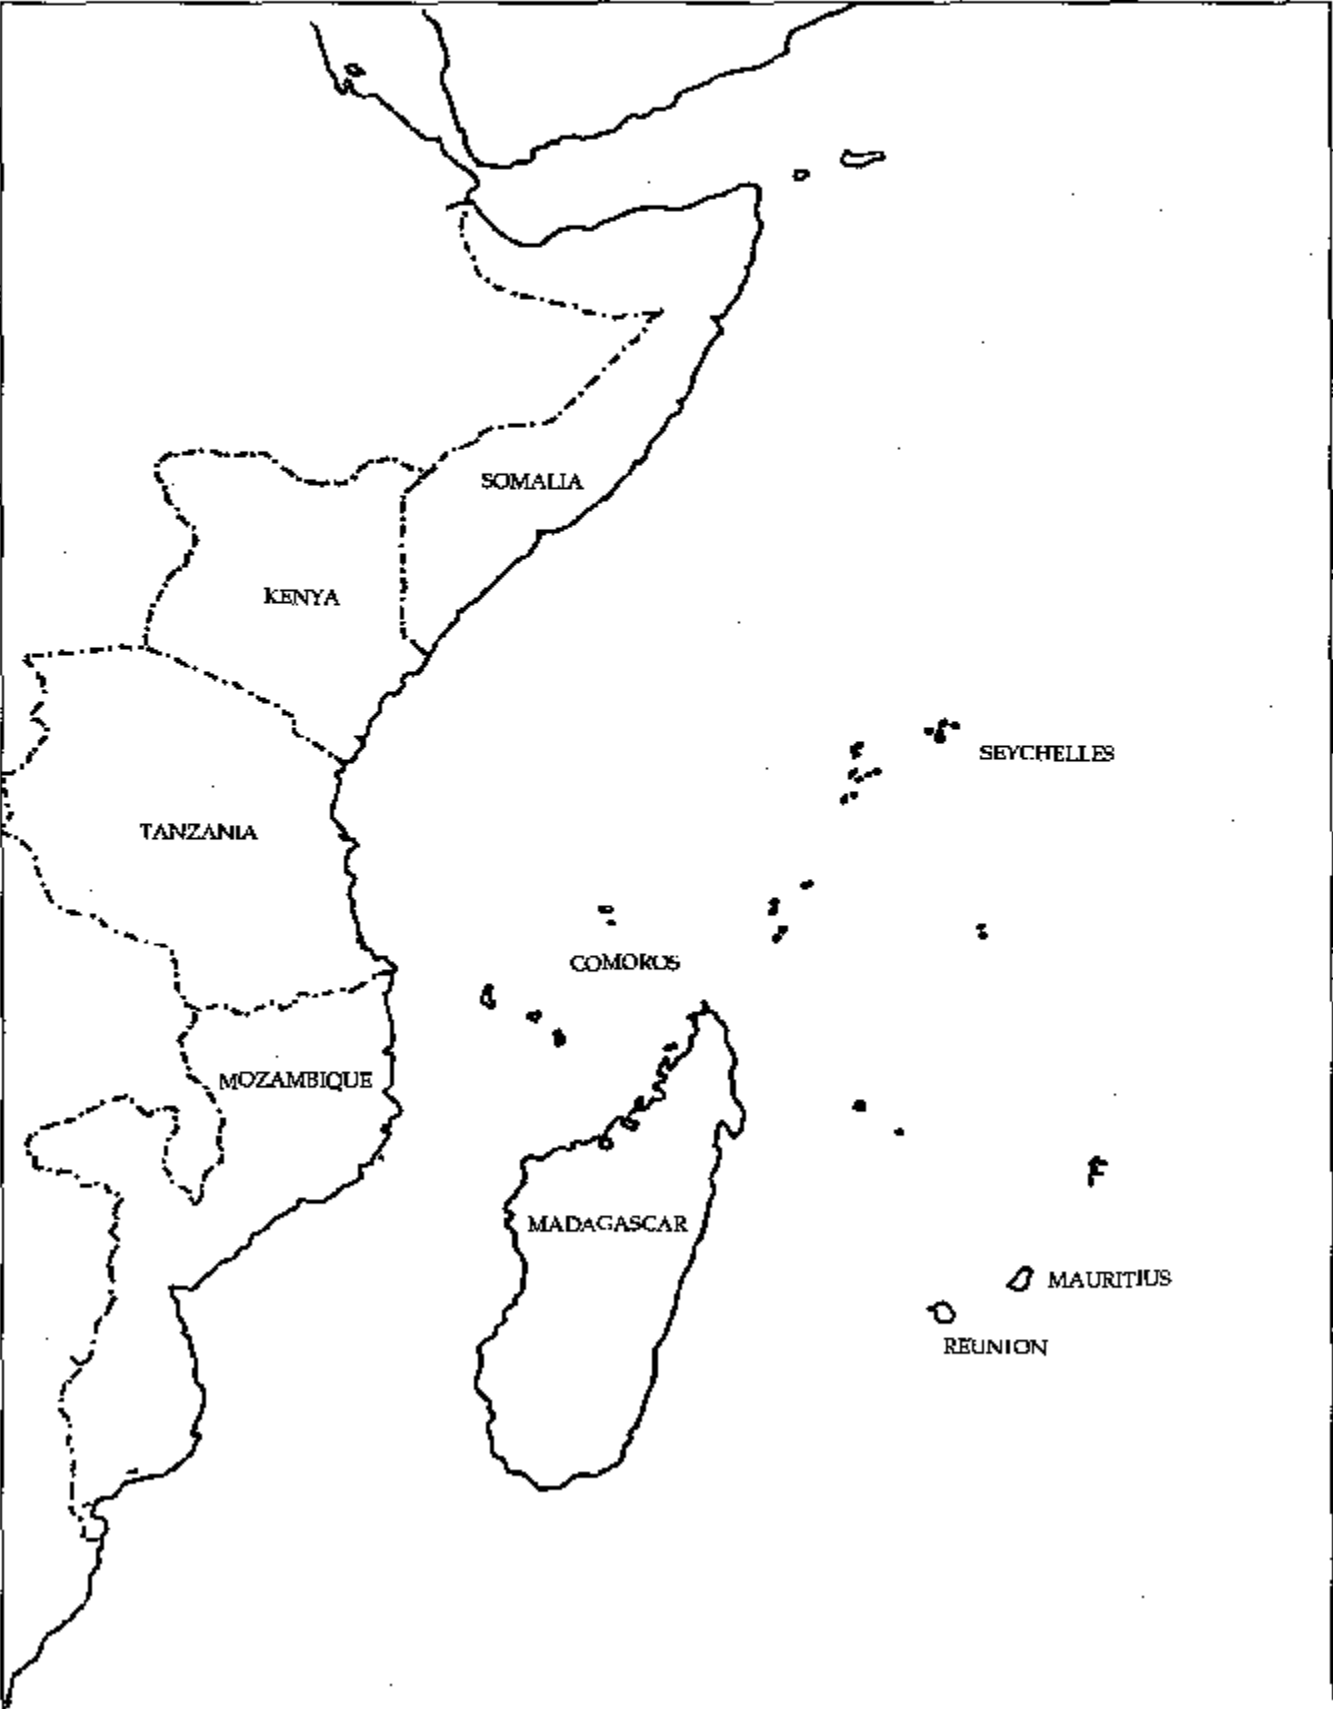 SOMALIA
KENYA
SEYCHELLES
TANZANIA
COMOROS
MOZAMBIQUE
MADAGASCAR
MAURITIUS
REUNION